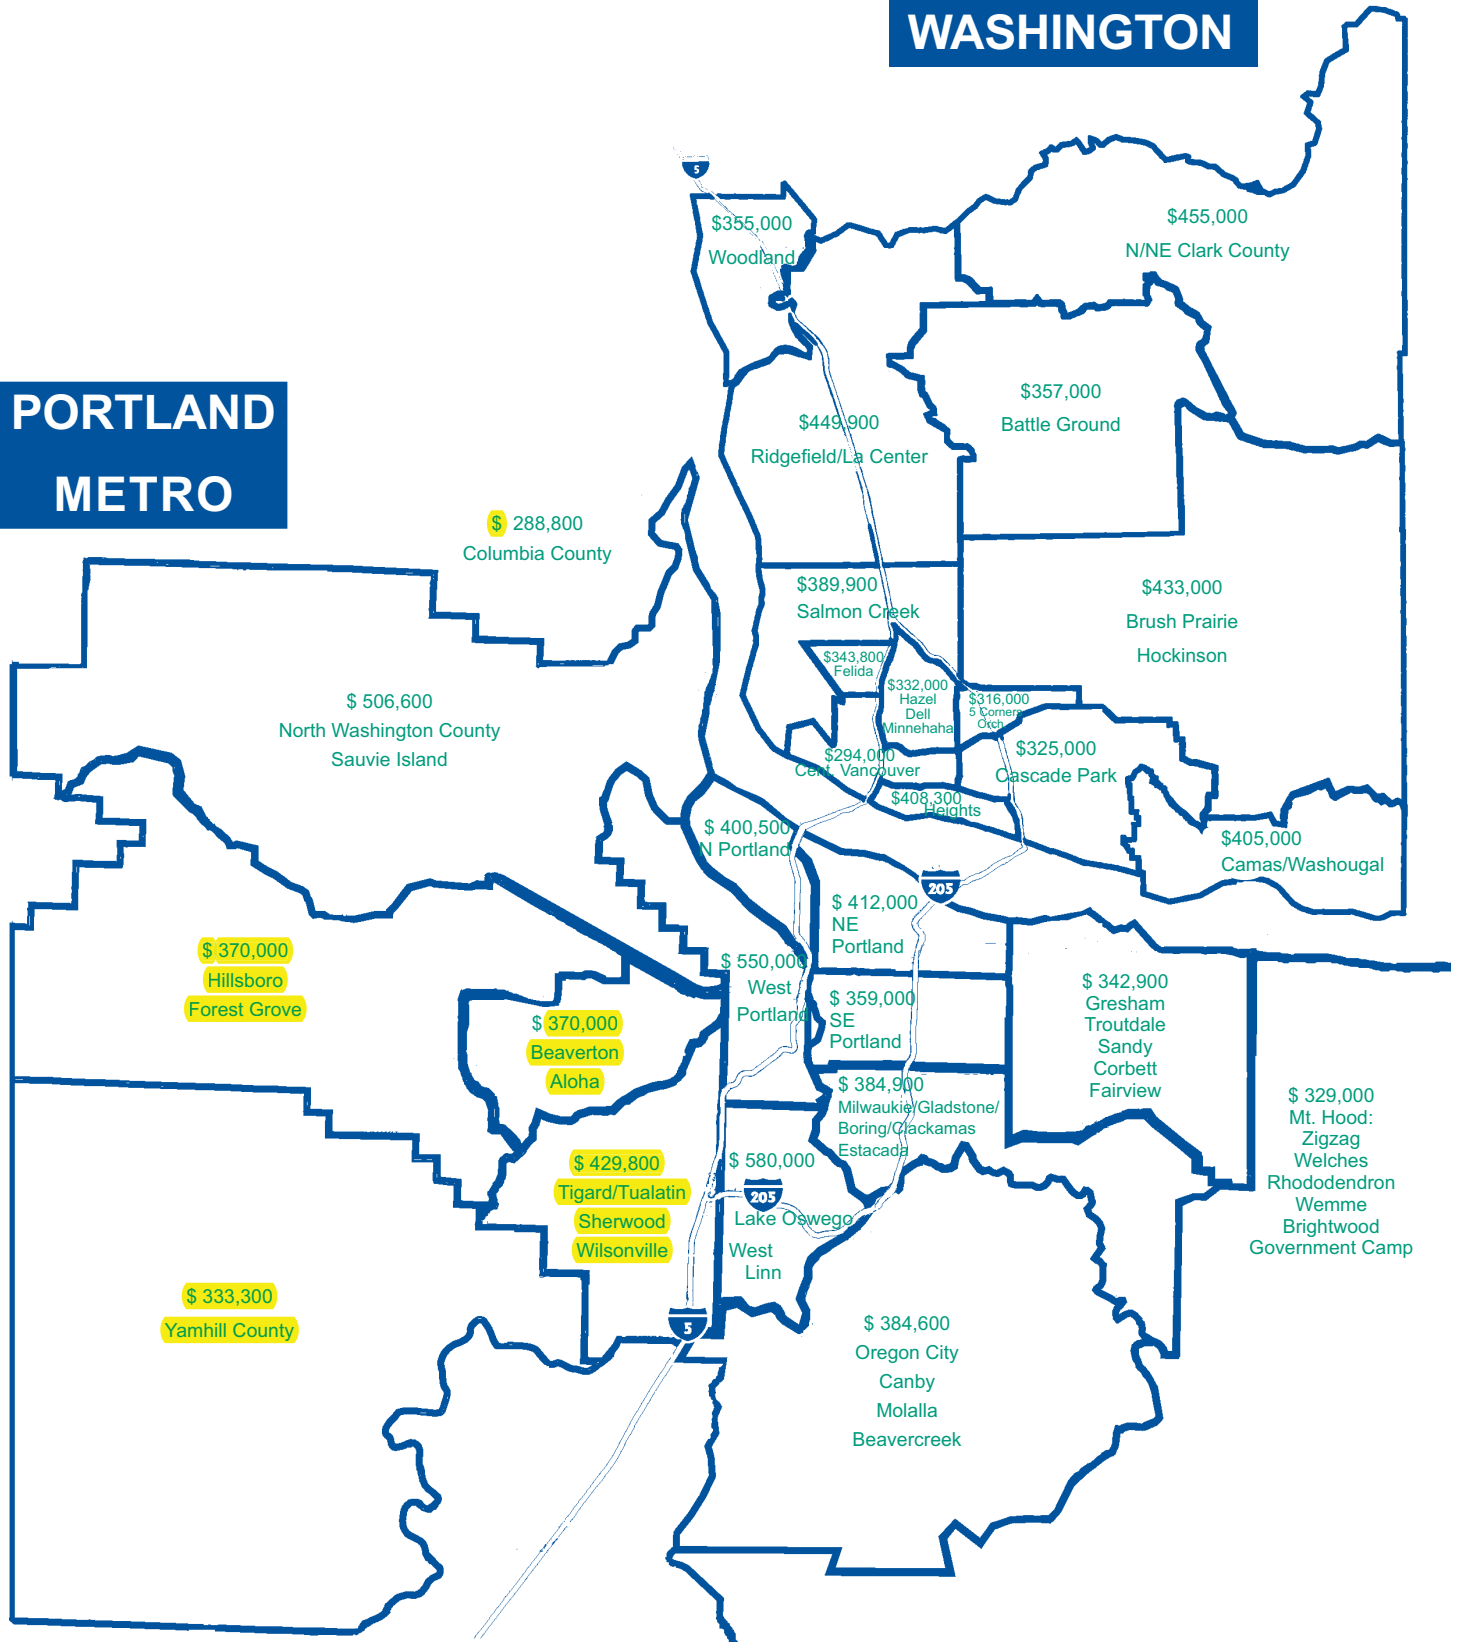 WASHINGTON
5
$355,000
Woodland
$455,000
N/NE Clark County
PORTLAND
METRO
$357,000
Battle Ground
$449,900
Ridgefield/La Center
$ 288,800
Columbia County
$389,900
Salmon Creek
$433,000
Brush Prairie
Hockinson
$343,800
Felida
$332,000
Hazel
Dell
Minnehaha
$316,000
5 Corners
Orch
$ 506,600
North Washington County
Sauvie Island
$294,000
Cent. Vancouver
$325,000
Cascade Park
$408,300
Heights
$ 400,500
N Portland
$405,000
Camas/Washougal
205
$ 412,000
NE
Portland
$ 370,000
Hillsboro
Forest Grove
$ 550,000
West
Portland
$ 359,000
SE
Portland
$ 342,900
Gresham
Troutdale
Sandy
Corbett
Fairview
$ 370,000
Beaverton
Aloha
$ 384,900
Milwaukie/Gladstone/
Boring/Clackamas
Estacada
$ 329,000
Mt. Hood:
Zigzag
Welches
Rhododendron
Wemme
Brightwood
Government Camp
$ 429,800
Tigard/Tualatin
Sherwood
Wilsonville
$ 580,000
205
Lake Oswego
West
Linn
$ 333,300
Yamhill County
5
$ 384,600
Oregon City
Canby
Molalla
Beavercreek